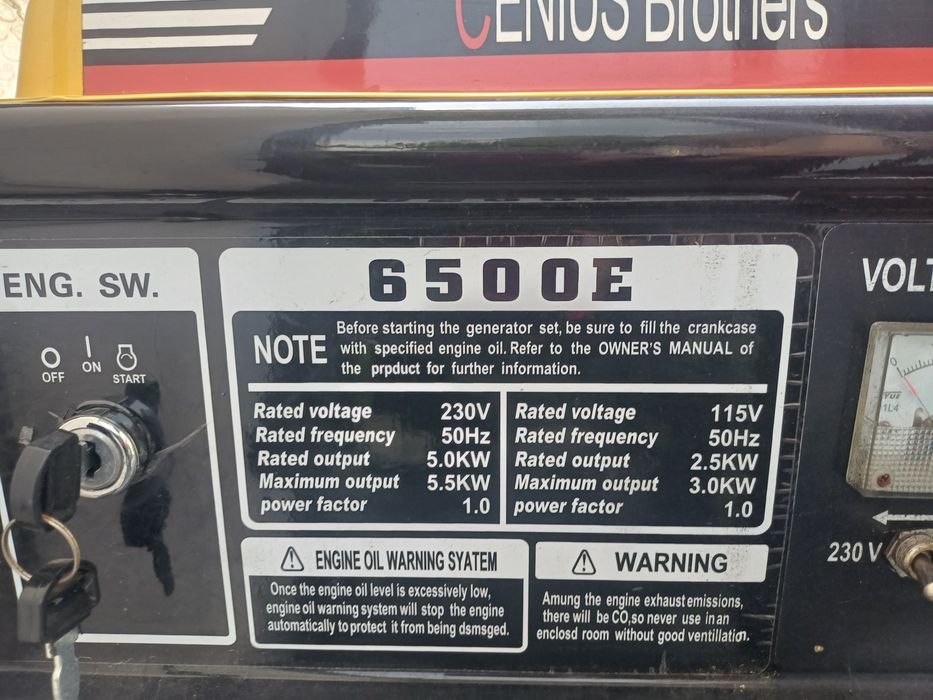 CENIUS Brothers
ENG. SW.
OFF
ON
START
6500E
NOTE
Before starting the generator set, be sure to fill the crankcase
with specified engine oil. Refer to the OWNER'S MANUAL of
the prpduct for further information.
Rated voltage 230V
Rated frequency 50Hz
Rated output 5.0KW
Maximum output 5.5KW
power factor 1.0
Rated voltage 115V
Rated frequency 50Hz
Rated output 2.5KW
Maximum output 3.0KW
power factor 1.0
ENGINE OIL WARNING SYATEM
Once the engine oil level is excessively low,
engine oil warning system will stop the engine
automatically to protect it from being dsmsged.
WARNING
Amung the engine exhaust emissions,
there will be CO,so never use in an
enclosd room without good ventillation.
VOLT
0
YUE
1L4
230 V